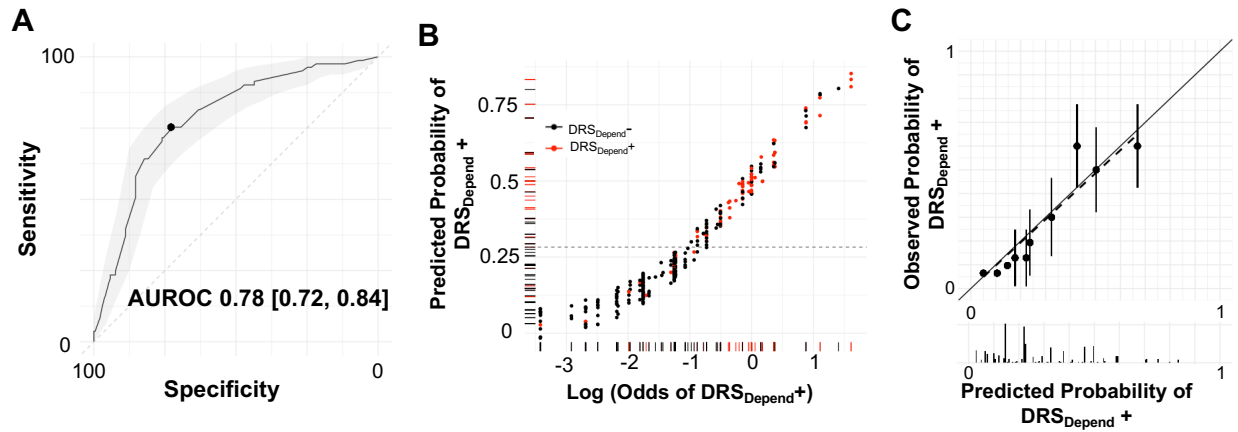 A
100
Sensitivity
0
AUROC 0.78 [0.72, 0.84]
100
0
Specificity
B
Predicted Probability of
DRSDepend +
0.75
0.5
0.25
0
DRSDepend-
DRSDepend+
-3
-2
-1
0
1
Log (Odds of DRSDepend+)
C
Observed Probability of
DRSDepend +
1
0
0
1
0
1
Predicted Probability of
DRSDepend +